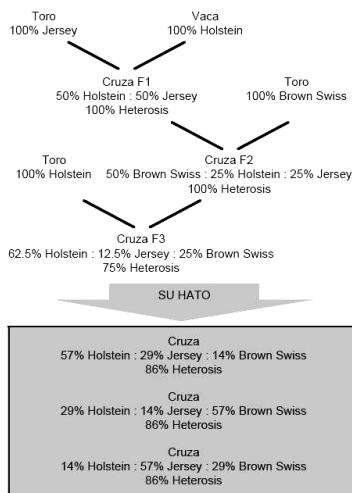 Toro
100% Jersey
Vaca
100% Holstein
Cruza F1
50% Holstein : 50% Jersey
100% Heterosis
Toro
100% Brown Swiss
Toro
100% Holstein
Cruza F2
50% Brown Swiss : 25% Holstein : 25% Jersey
100% Heterosis
Cruza F3
62.5% Holstein : 12.5% Jersey : 25% Brown Swiss
75% Heterosis
SU HATO
Cruza
57% Holstein : 29% Jersey : 14% Brown Swiss
86% Heterosis
Cruza
29% Holstein : 14% Jersey : 57% Brown Swiss
86% Heterosis
Cruza
14% Holstein : 57% Jersey : 29% Brown Swiss
86% Heterosis